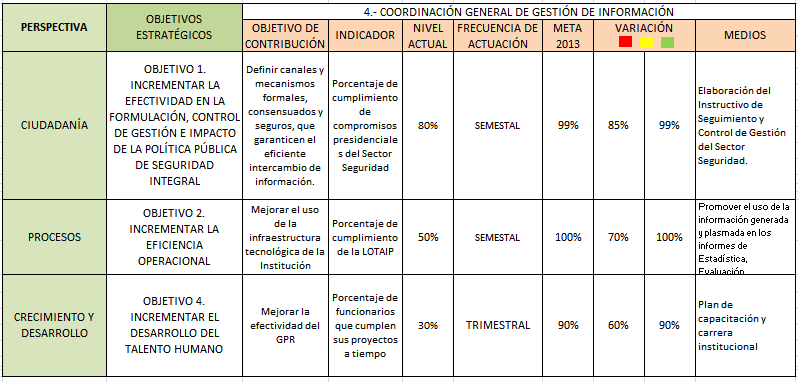 4.- COORDINACIÓN GENERAL DE GESTIÓN DE INFORMACIÓN
PERSPECTIVA
OBJETIVOS
ESTRATÉGICOS
OBJETIVO DE
CONTRIBUCIÓN
INDICADOR
NIVEL
ACTUAL
FRECUENCIA DE
ACTUACIÓN
META
2013
VARIACIÓN
MEDIOS
CIUDADANÍA
OBJETIVO 1.
INCREMENTAR LA
EFECTIVIDAD EN LA
FORMULACIÓN, CONTROL
DE GESTIÓN E IMPACTO
DE LA POLÍTICA PÚBLICA
DE SEGURIDAD
INTEGRAL
Definir canales y
mecanismos
formales,
consensuados y
seguros, que
garanticen el
eficiente
intercambio de
información.
Porcentaje de
cumplimiento
de
compromisos
presidenciale
s del Sector
Seguridad
80%
SEMESTAL
99%
85%
99%
Elaboración del
Instructivo de
Seguimiento y
Control de Gestión
del Sector
Seguridad.
PROCESOS
OBJETIVO 2.
INCREMENTAR LA
EFICIENCIA
OPERACIONAL
Mejorar el uso
de la
infraestructura
tecnológica de la
Institución
Porcentaje de
cumplimiento
de la LOTAIP
50%
SEMESTAL
100%
70%
100%
Promover el uso de la
información generada
y plasmada en los
informes de
Estadística,
Evaluación
CRECIMIENTO Y
DESARROLLO
OBJETIVO 4.
INCREMENTAR EL
DESARROLLO DEL
TALENTO HUMANO
Mejorar la
efectividad del
GPR
Porcentaje de
funcionarios
que cumplen
sus proyectos
a tiempo
30%
TRIMESTRAL
90%
60%
90%
Plan de
capacitación y
carrera
institucional